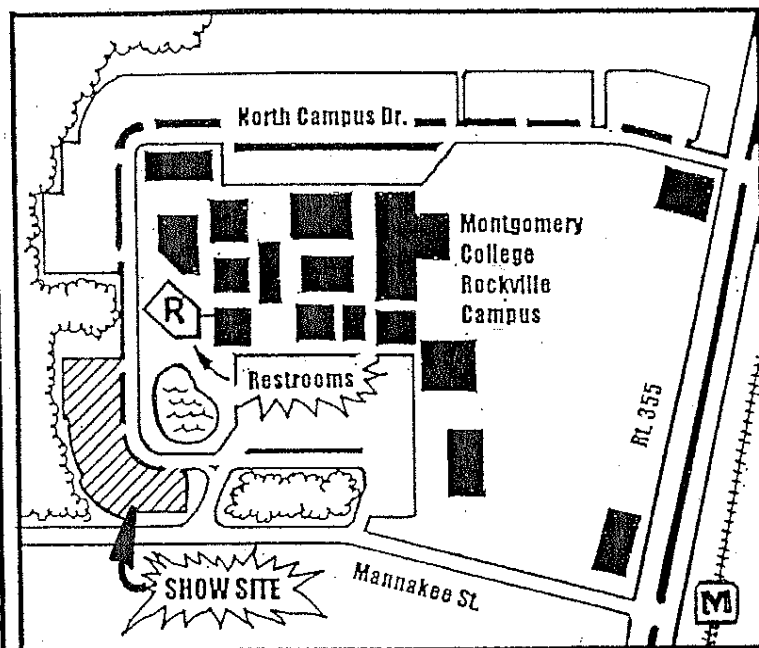 North Campus Dr.
Montgomery
College
Rockville
Campus
R
Restrooms
Rt. 355
SHOW SITE
Mannakee St.
M